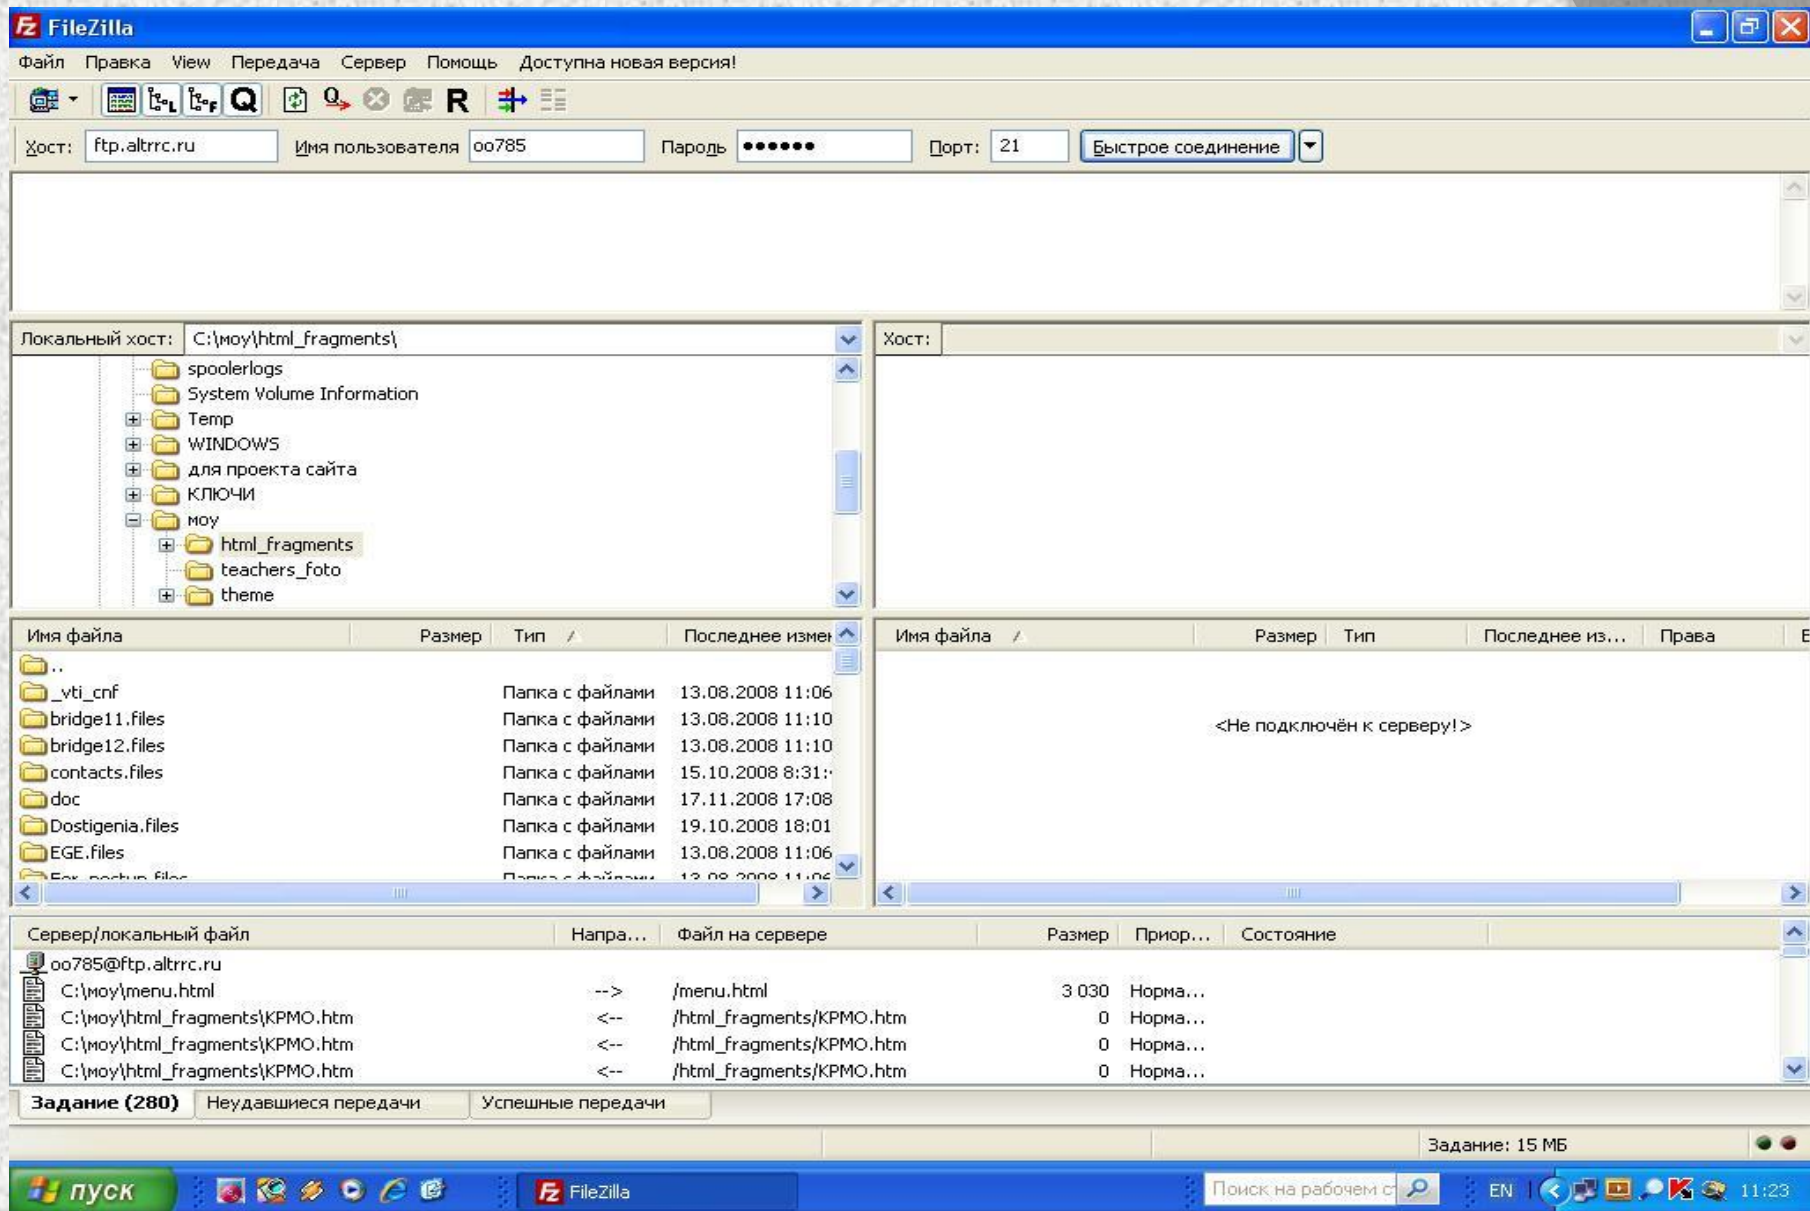 FileZilla
Файл Правка View Передача Сервер Помощь Доступна новая версия!
L F Q R
Хост: ftp.altrrc.ru Имя пользователя oo785 Пароль ●●●●●● Порт: 21 Быстрое соединение
Локальный хост: C:\моу\html_fragments\
spoolerlogs
System Volume Information
Temp
WINDOWS
для проекта сайта
КЛЮЧИ
моу
html_fragments
teachers_foto
theme
Хост:
Имя файла Размер Тип Последнее измен
..
_vti_cnf Папка с файлами 13.08.2008 11:06
bridge11.files Папка с файлами 13.08.2008 11:10
bridge12.files Папка с файлами 13.08.2008 11:10
contacts.files Папка с файлами 15.10.2008 8:31:
doc Папка с файлами 17.11.2008 17:08
Dostigenia.files Папка с файлами 19.10.2008 18:01
EGE.files Папка с файлами 13.08.2008 11:06
Имя файла Размер Тип Последнее из... Права
<Не подключён к серверу!>
Сервер/локальный файл Напра... Файл на сервере Размер Приор... Состояние
oo785@ftp.altrrc.ru
C:\моу\menu.html --> /menu.html 3 030 Норма...
C:\моу\html_fragments\KPMO.htm <-- /html_fragments/KPMO.htm 0 Норма...
C:\моу\html_fragments\KPMO.htm <-- /html_fragments/KPMO.htm 0 Норма...
C:\моу\html_fragments\KPMO.htm <-- /html_fragments/KPMO.htm 0 Норма...
Задание (280) Неудавшиеся передачи Успешные передачи
Задание: 15 МБ
пуск FileZilla Поиск на рабочем EN 11:23